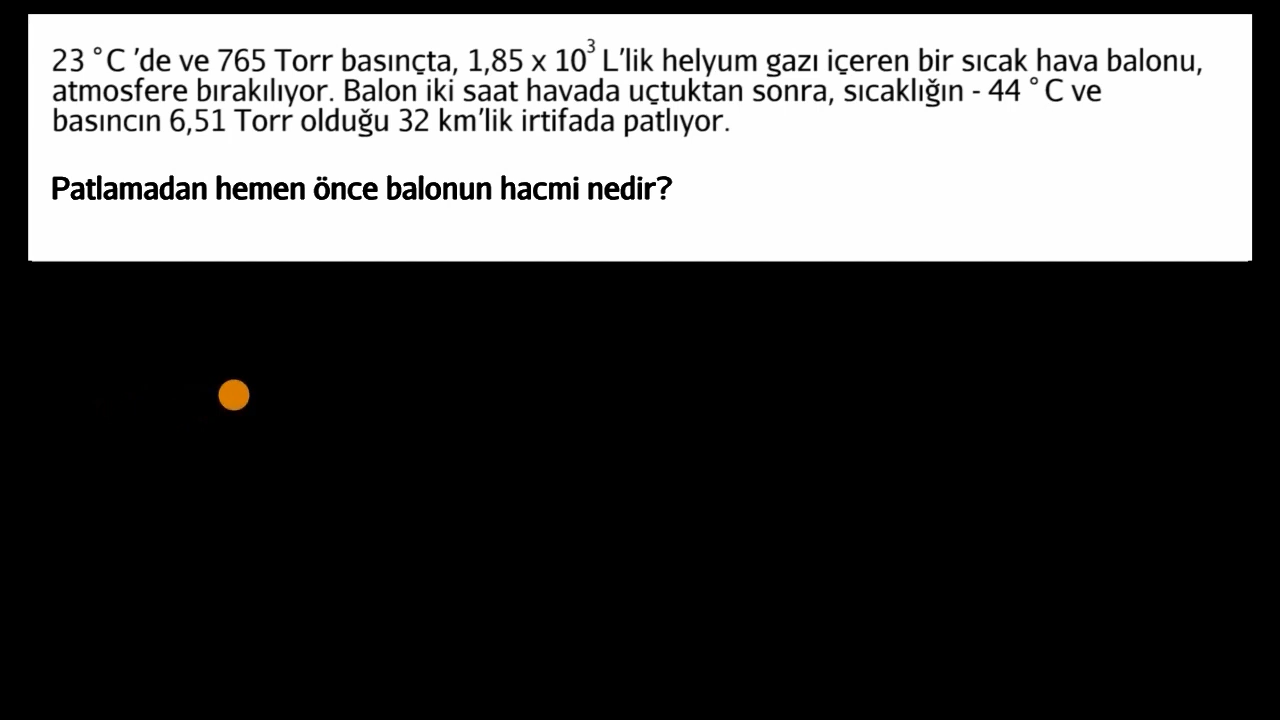 23 °C 'de ve 765 Torr basınçta, 1,85 x 10³ L'lik helyum gazı içeren bir sıcak hava balonu,
atmosfere bırakılıyor. Balon iki saat havada uçtuktan sonra, sıcaklığın - 44 °C ve
basıncın 6,51 Torr olduğu 32 km'lik irtifada patlıyor.
Patlamadan hemen önce balonun hacmi nedir?